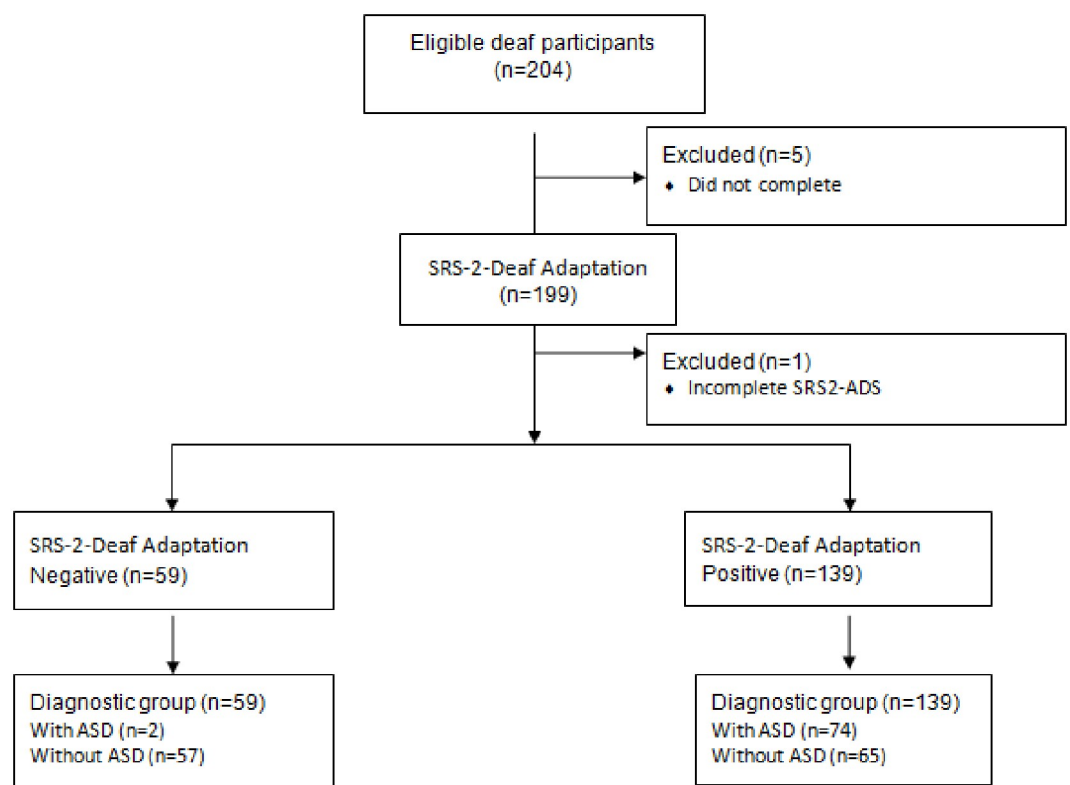 Eligible deaf participants
(n=204)
Excluded (n=5)
♦ Did not complete
SRS-2-Deaf Adaptation
(n=199)
Excluded (n=1)
♦ Incomplete SRS2-ADS
SRS-2-Deaf Adaptation
Negative (n=59)
SRS-2-Deaf Adaptation
Positive (n=139)
Diagnostic group (n=59)
With ASD (n=2)
Without ASD (n=57)
Diagnostic group (n=139)
With ASD (n=74)
Without ASD (n=65)